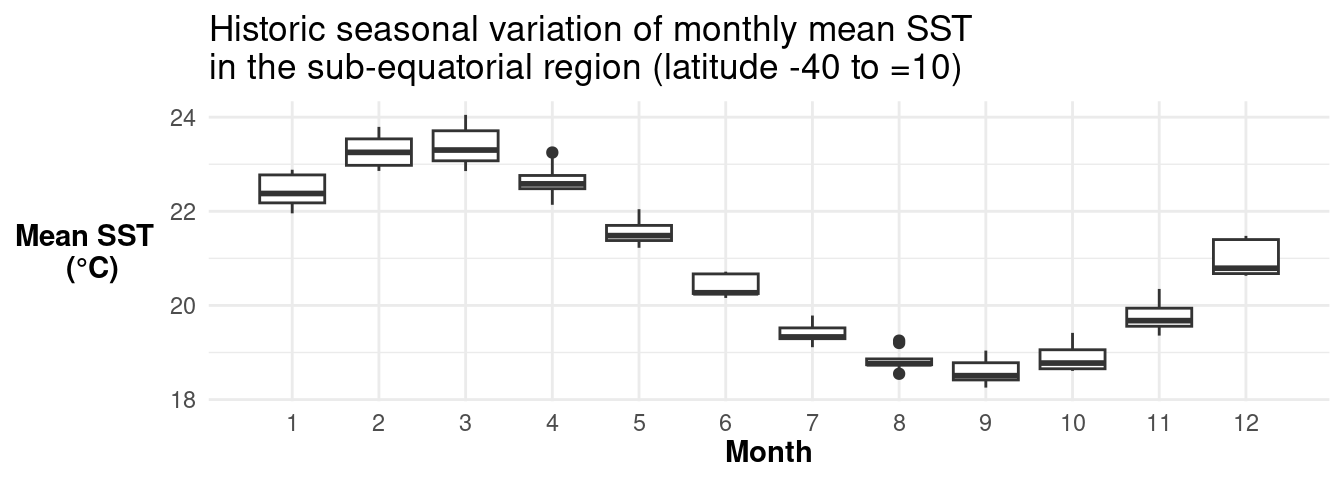 Historic seasonal variation of monthly mean SST
in the sub-equatorial region (latitude -40 to =10)
24
22
20
18
Mean SST
(°C)
1 2 3 4 5 6 7 8 9 10 11 12
Month